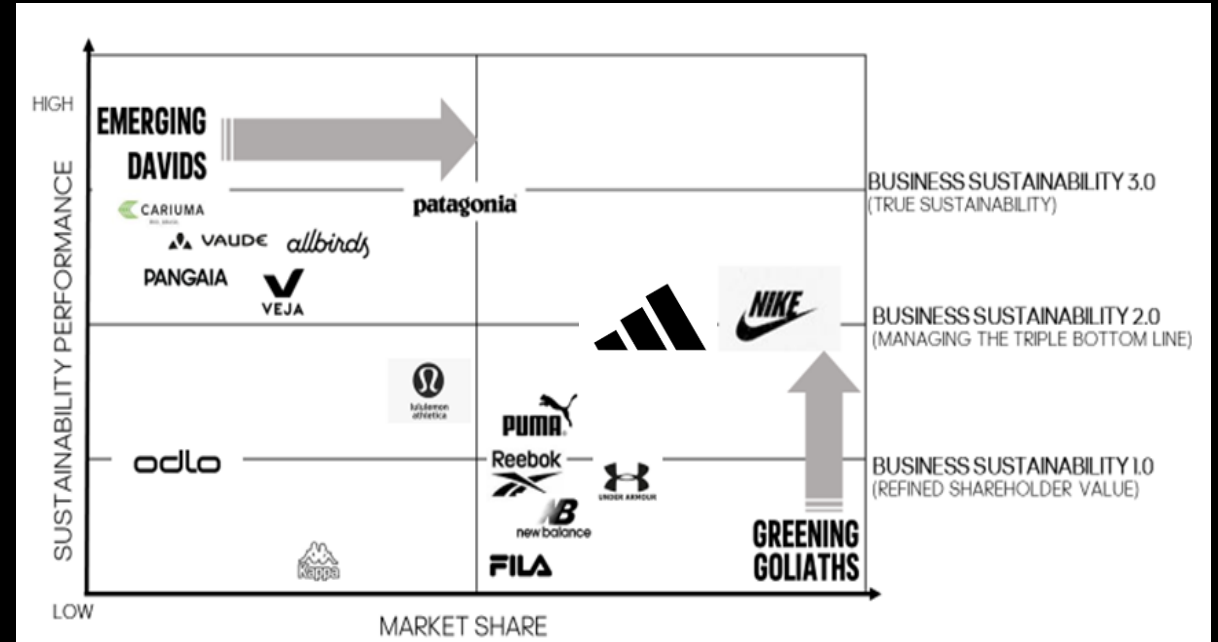 HIGH
EMERGING
DAVIDS
BUSINESS SUSTAINABILITY 3.0
(TRUE SUSTAINABILITY)
CARIUMA
patagonia
VAUDE
allbirds
PANGAIA
VEJA
NIKE
BUSINESS SUSTAINABILITY 2.0
(MANAGING THE TRIPLE BOTTOM LINE)
SUSTAINABILITY PERFORMANCE
lululemon
athletica
PUMA
odlo
Reebok
UNDER ARMOUR
BUSINESS SUSTAINABILITY 1.0
(REFINED SHAREHOLDER VALUE)
NB
new balance
GREENING
GOLIATHS
Kappa
FILA
LOW
MARKET SHARE